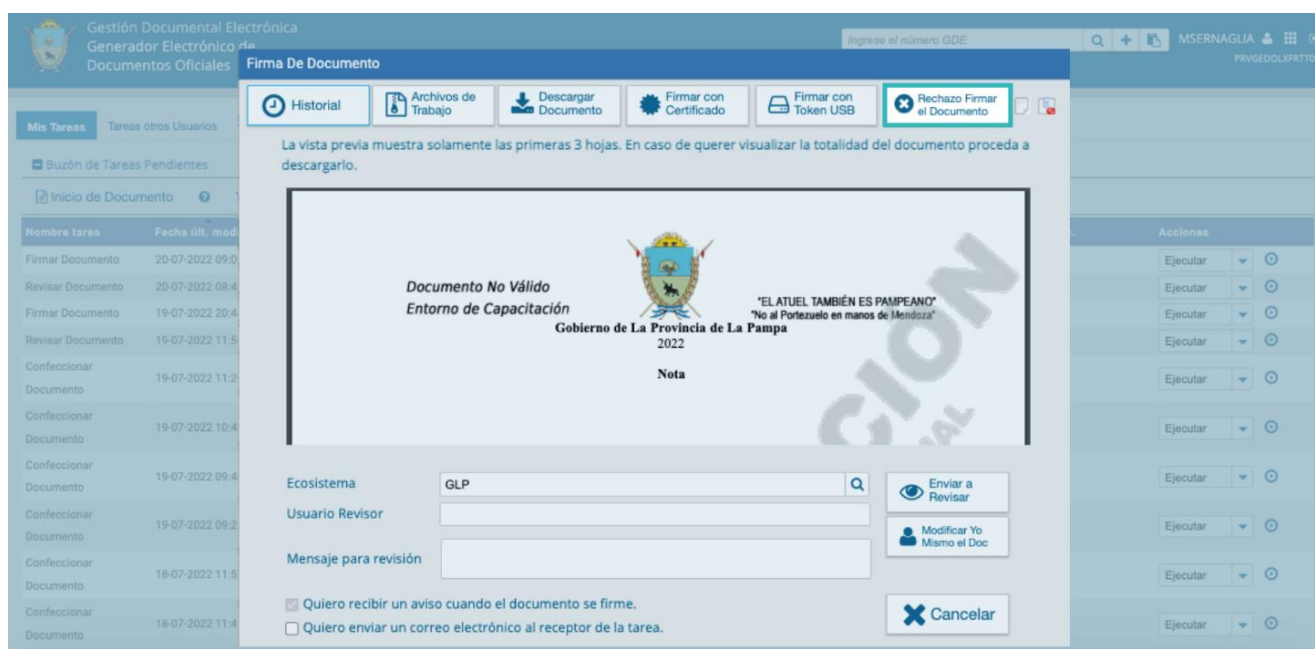 Gestión Documental Electrónica
Generador Electrónico de
Documentos Oficiales
Ingrese el número GDE
MSERNAGLIA
Firma De Documento
Historial
Archivos de
Trabajo
Descargar
Documento
Firmar con
Certificado
Firmar con
Token USB
Rechazo Firmar
el Documento
Mis Tareas
Tareas otros Usuarios
La vista previa muestra solamente las primeras 3 hojas. En caso de querer visualizar la totalidad del documento proceda a
descargarlo.
Buzón de Tareas Pendientes
Inicio de Documento
Documento No Válido
Entorno de Capacitación
"EL ATUEL TAMBIÉN ES PAMPEANO"
"No al Portezuelo en manos de Mendoza"
Gobierno de La Provincia de La Pampa
2022
Nota
CION
Nombre tarea
Fecha últ. mod
Acciones
Firmar Documento
20-07-2022 09:0
Ejecutar
Revisar Documento
20-07-2022 08:4
Ejecutar
Firmar Documento
19-07-2022 20:4
Ejecutar
Revisar Documento
19-07-2022 11:5
Ejecutar
Confeccionar
Documento
19-07-2022 11:2
Ejecutar
Confeccionar
Documento
19-07-2022 10:4
Ejecutar
Confeccionar
Documento
19-07-2022 09:4
Ejecutar
Confeccionar
Documento
19-07-2022 09:2
Ejecutar
Confeccionar
Documento
18-07-2022 11:5
Ejecutar
Confeccionar
Documento
18-07-2022 11:4
Ejecutar
Ecosistema
GLP
Enviar a
Revisar
Usuario Revisor
Modificar Yo
Mismo el Doc
Mensaje para revisión
Quiero recibir un aviso cuando el documento se firme.
Quiero enviar un correo electrónico al receptor de la tarea.
Cancelar